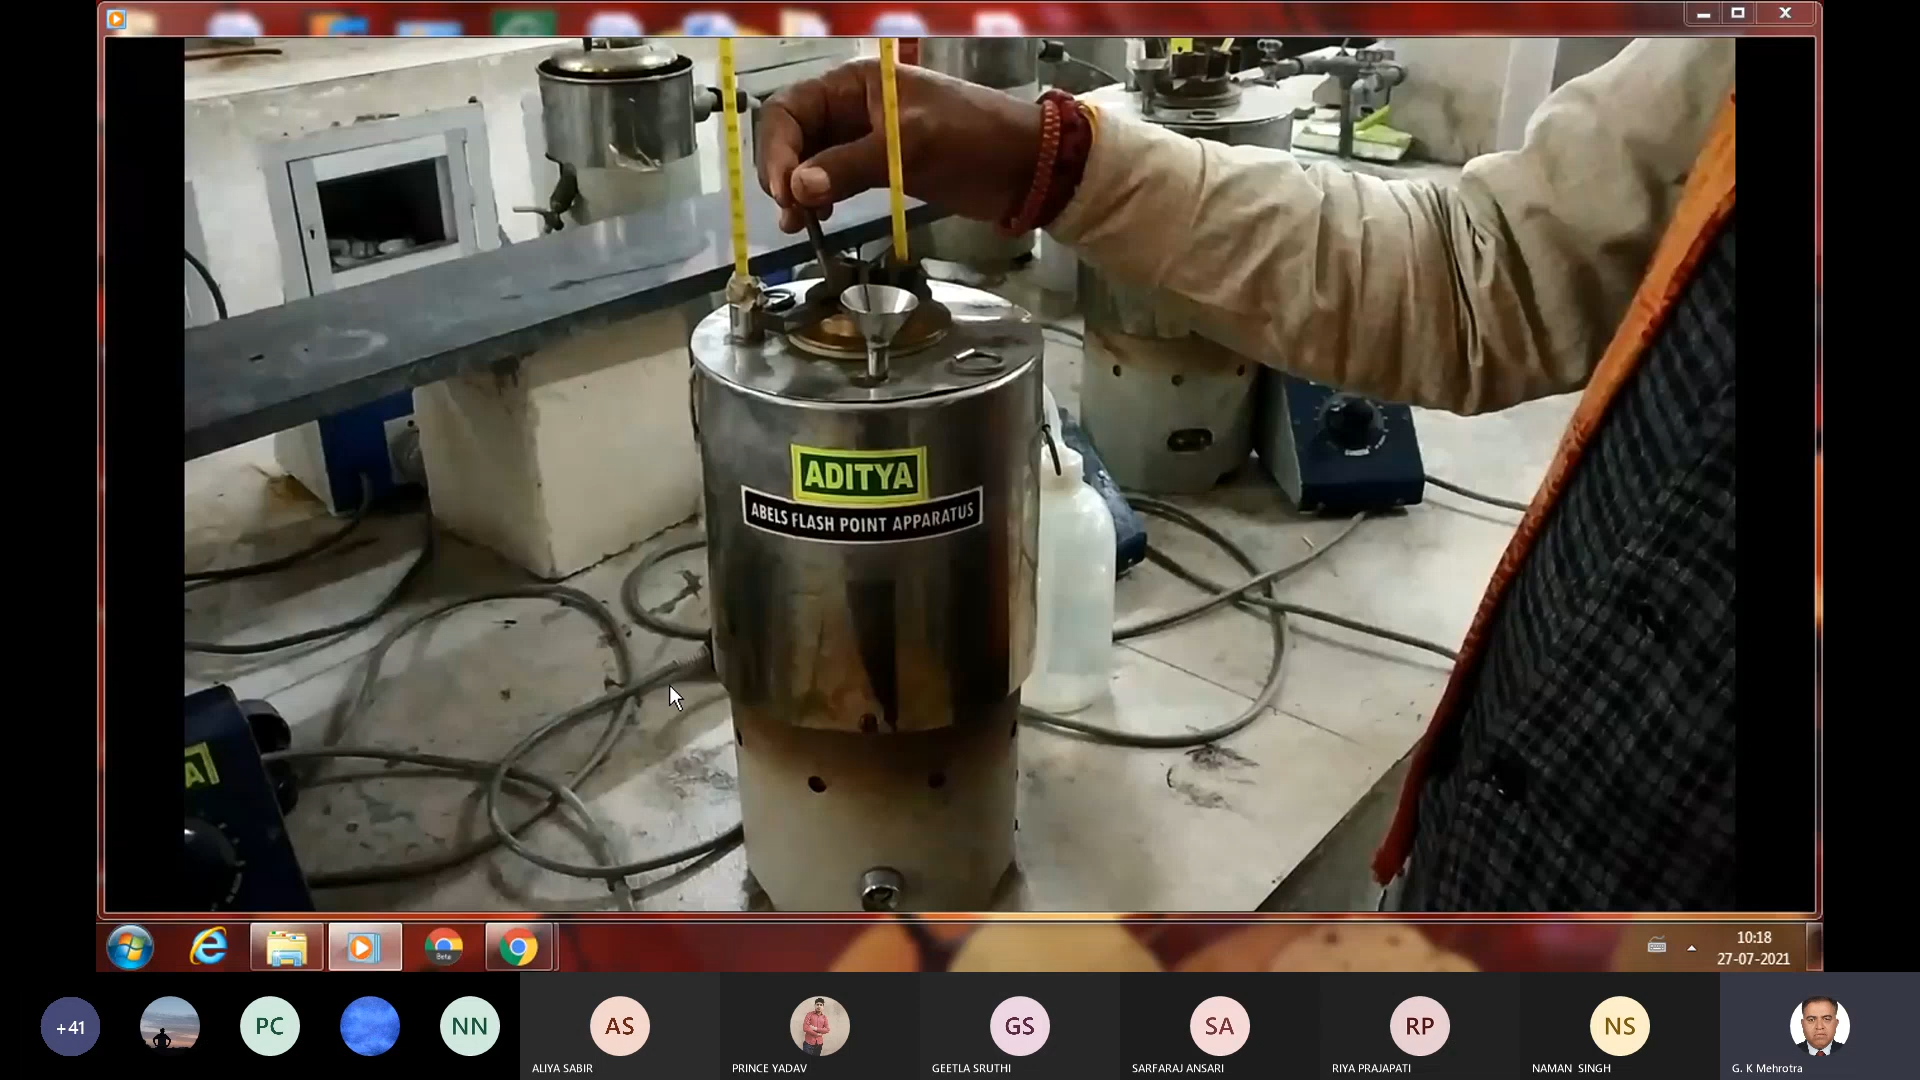 ADITYA
ABELS FLASH POINT APPARATUS
Beta
10:18
27-07-2021
+41
PC
NN
AS
GS
SA
RP
NS
ALIYA SABIR
PRINCE YADAV
GEETLA SRUTHI
SARFARAJ ANSARI
RIYA PRAJAPATI
NAMAN SINGH
G. K Mehrotra